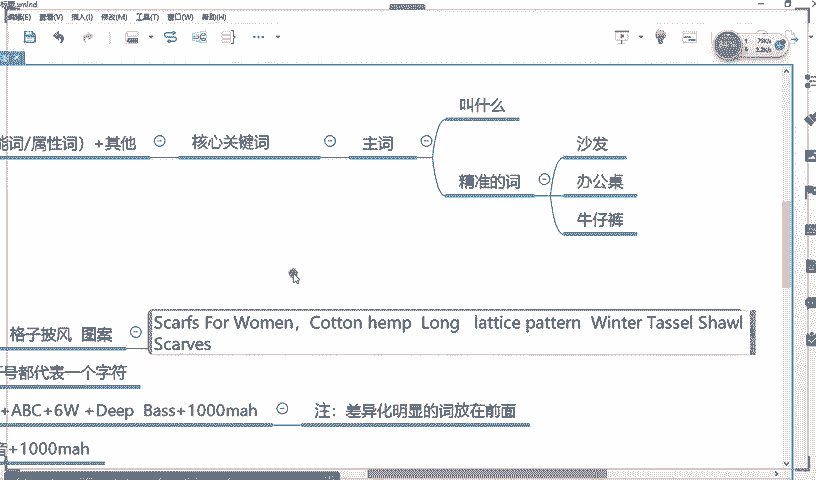 标题.xmind
编辑(E) 查看(V) 插入(I) 修改(M) 工具(T) 窗口(W) 帮助(H)
叫什么
能词/属性词）+其他
核心关键词
主词
沙发
精准的词
办公桌
牛仔裤
格子披风 图案
Scarfs For Women，Cotton hemp Long lattice pattern Winter Tassel Shawl
Scarves
号都代表一个字符
+ABC+6W +Deep Bass+1000mah
注：差异化明显的词放在前面
音+1000mah